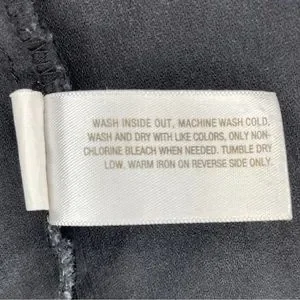 WASH INSIDE OUT, MACHINE WASH COLD,
WASH AND DRY WITH LIKE COLORS, ONLY NON-
CHLORINE BLEACH WHEN NEEDED. TUMBLE DRY
LOW. WARM IRON ON REVERSE SIDE ONLY.